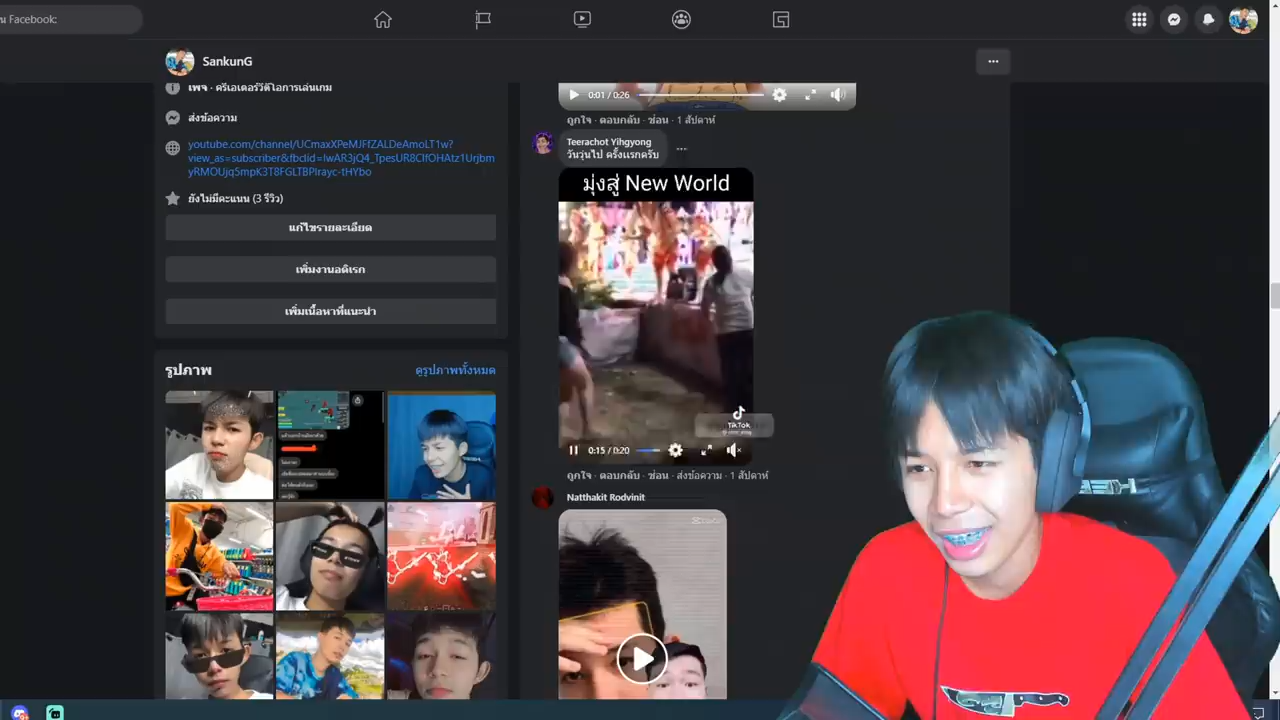 น Facebook:
SankunG
เพจ · ครีเอเตอร์วิดีโอการเล่นเกม
ส่งข้อความ
youtube.com/channel/UCmaxXPeMJFfZALDeAmoLT1w?
view_as=subscriber&fbclid=IwAR3jQ4_TpesUR8ClfOHAtz1Urjbm
yRMOUjq5mpK3T8FGLTBPIrayc-tHYbo
ยังไม่มีคะแนน (3 รีวิว)
แก้ไขรายละเอียด
เพิ่มงานอดิเรก
เพิ่มเนื้อหาที่แนะนำ
รูปภาพ
ดูรูปภาพทั้งหมด
0:01 / 0:26
ถูกใจ · ตอบกลับ · ซ่อน · 1 สัปดาห์
Teerachot Yihgyong
วันวุ่นไป ครั้งแรกครับ
มุ่งสู่ New World
TikTok
0:15 / 0:20
ถูกใจ · ตอบกลับ · ซ่อน · ส่งข้อความ · 1 สัปดาห์
Natthakit Rodvinit